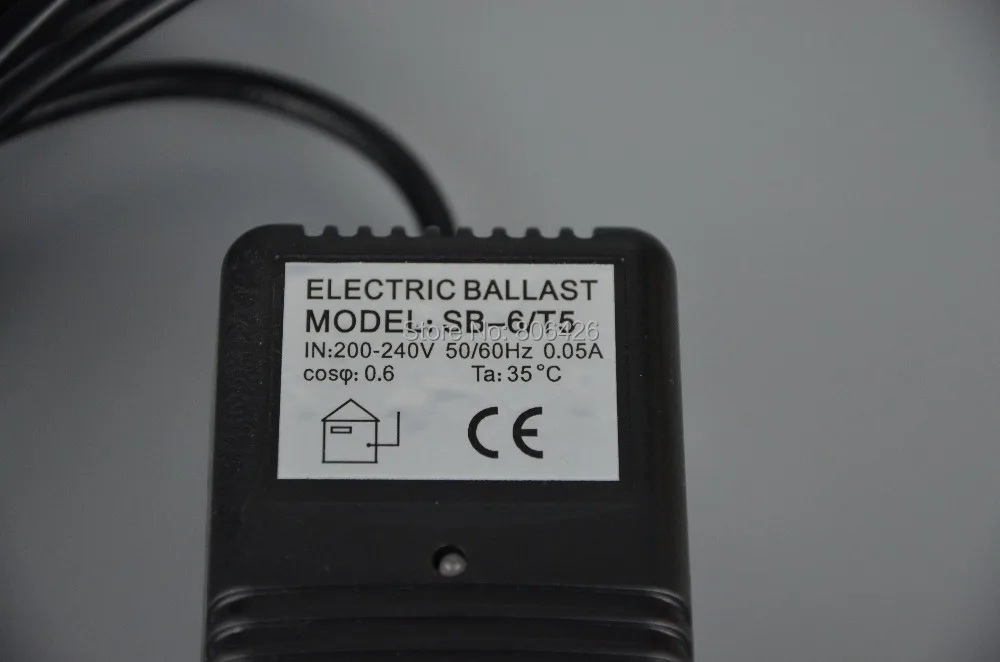 ELECTRIC BALLAST
MODEL: SB-6/T5
Store No: 806426
IN:200-240V 50/60Hz 0.05A
cosφ: 0.6 Ta: 35°C
CE